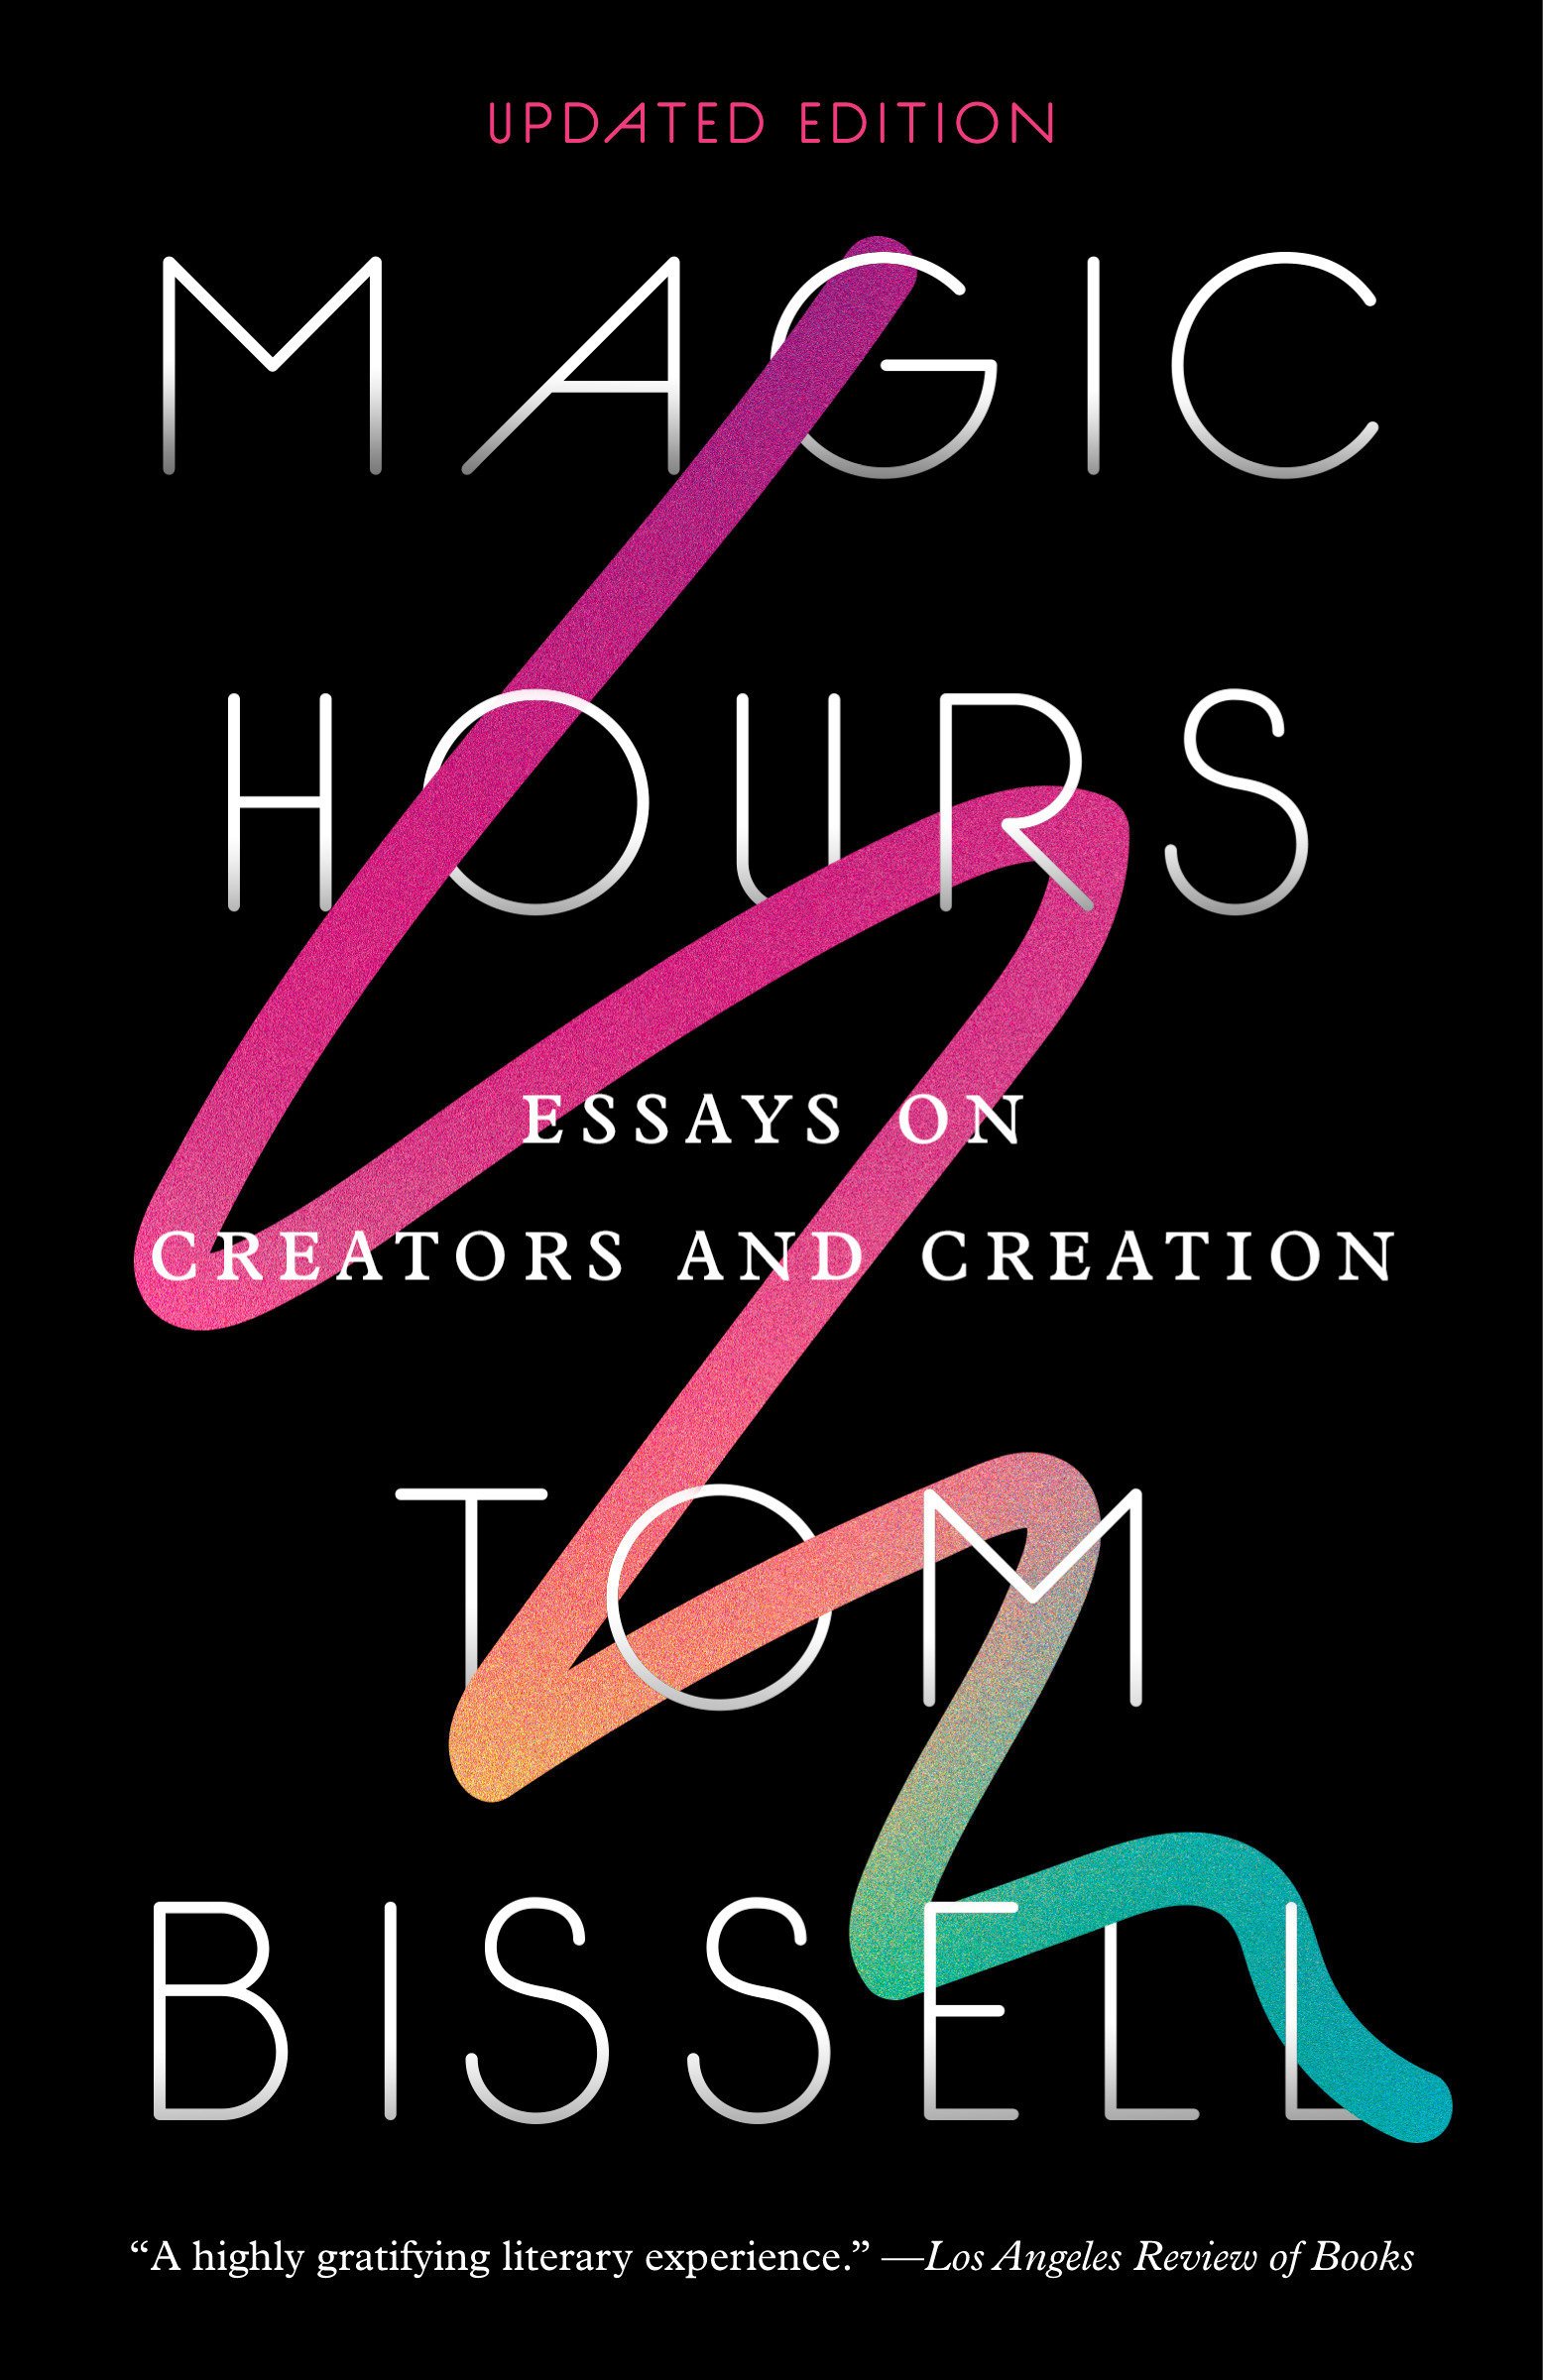 UPDATED EDITION
MAGIC
HOURS
ESSAYS ON
CREATORS AND CREATION
TOM
BISSELL
“A highly gratifying literary experience.” —Los Angeles Review of Books